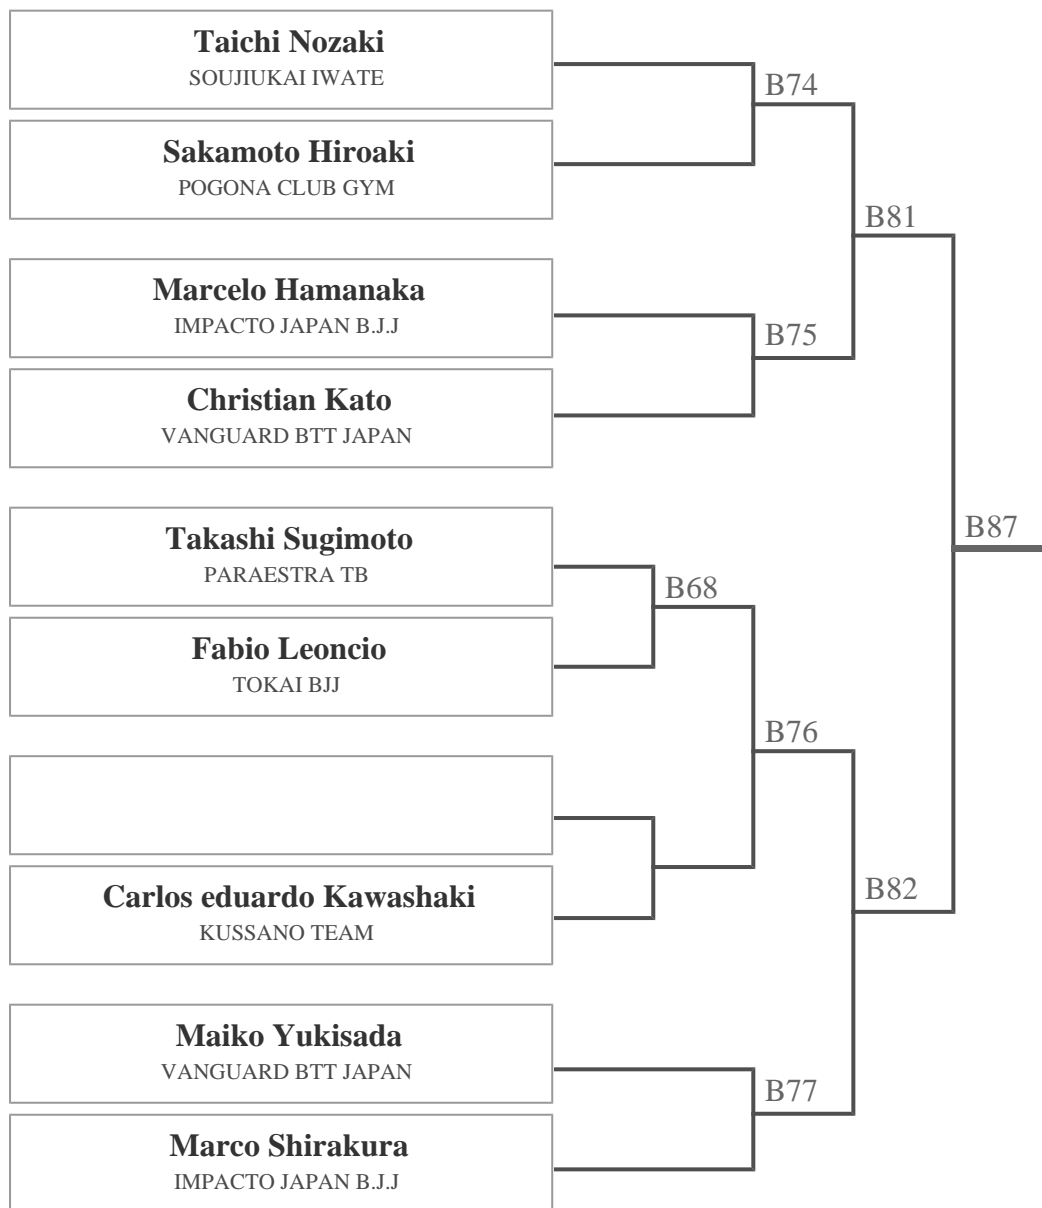 Taichi Nozaki
SOUJIUKAI IWATE
B74
Sakamoto Hiroaki
POGONA CLUB GYM
B81
Marcelo Hamanaka
IMPACTO JAPAN B.J.J
B75
Christian Kato
VANGUARD BTT JAPAN
B87
Takashi Sugimoto
PARAESTRA TB
B68
Fabio Leoncio
TOKAI BJJ
B76
Carlos eduardo Kawashaki
KUSSANO TEAM
B82
Maiko Yukisada
VANGUARD BTT JAPAN
B77
Marco Shirakura
IMPACTO JAPAN B.J.J